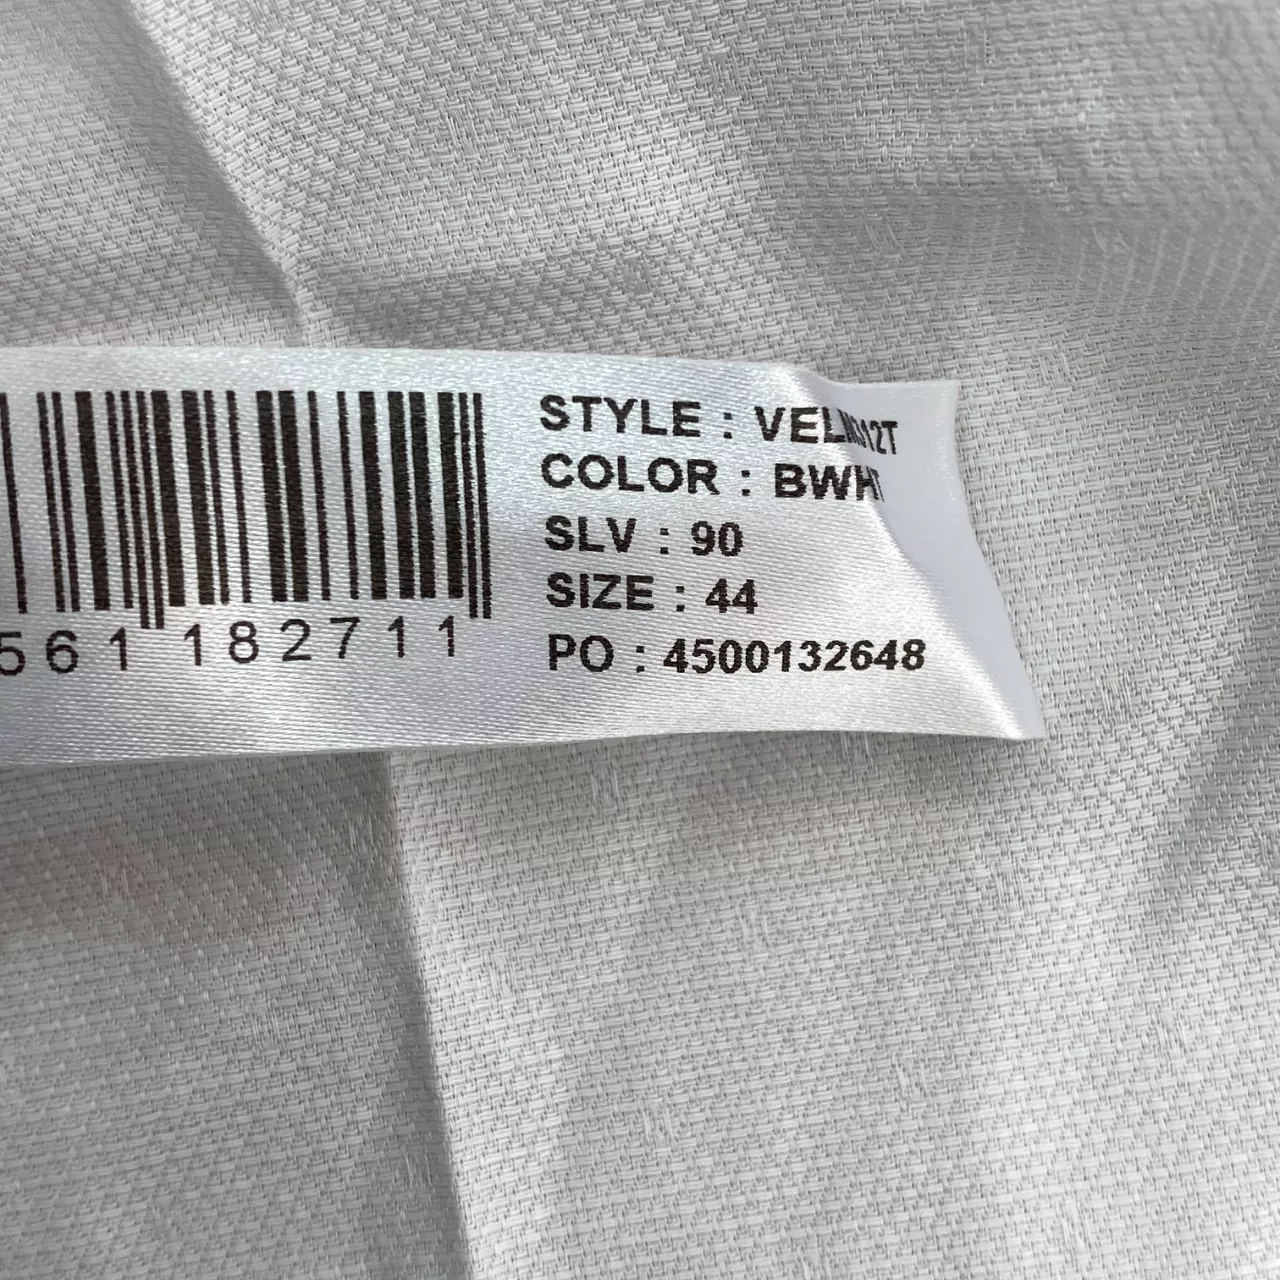 STYLE :
COLOR : BWHT
SLV : 90
SIZE : 44
PO : 4500132648
561 182711